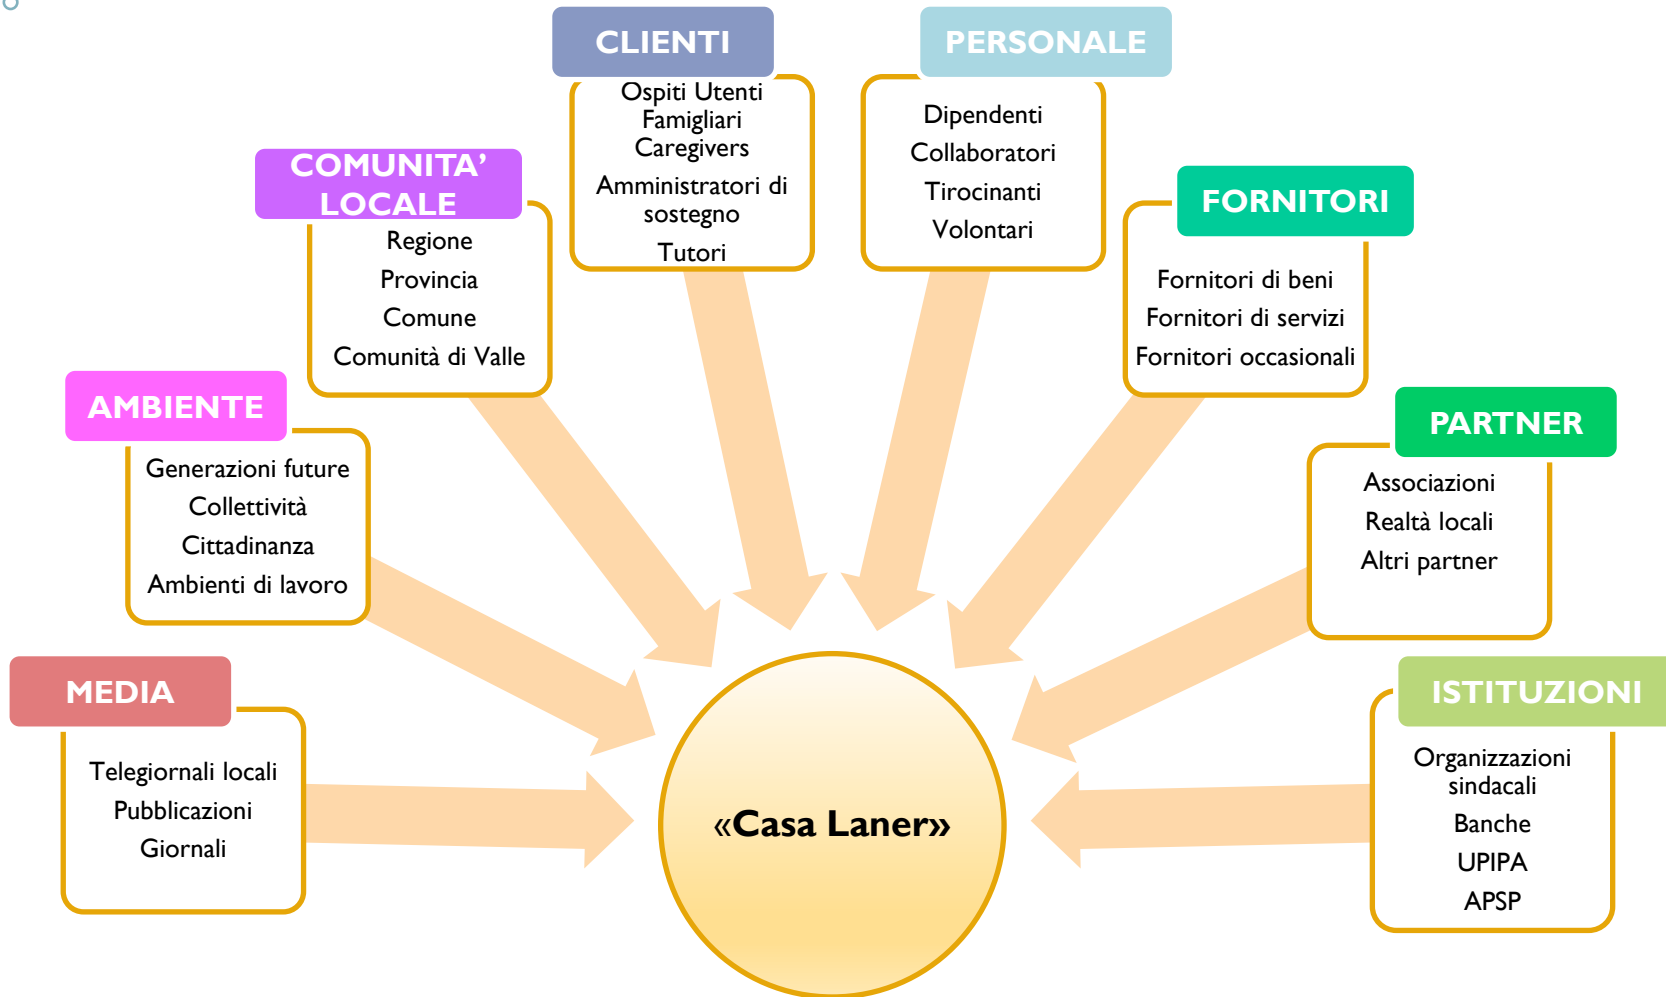 CLIENTI
Ospiti Utenti
Famigliari
Caregivers
Amministratori di
sostegno
Tutori
PERSONALE
Dipendenti
Collaboratori
Tirocinanti
Volontari
COMUNITA’
LOCALE
Regione
Provincia
Comune
Comunità di Valle
FORNITORI
Fornitori di beni
Fornitori di servizi
Fornitori occasionali
AMBIENTE
Generazioni future
Collettività
Cittadinanza
Ambienti di lavoro
PARTNER
Associazioni
Realtà locali
Altri partner
MEDIA
Telegiornali locali
Pubblicazioni
Giornali
ISTITUZIONI
Organizzazioni
sindacali
Banche
UPIPA
APSP
«Casa Laner»